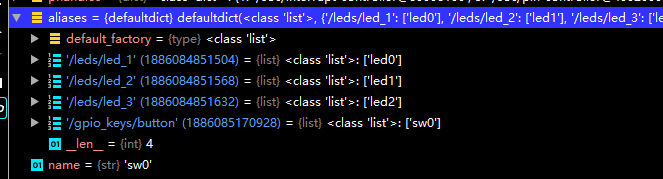 aliases = {defaultdict} defaultdict(<class 'list'>, {'/leds/led_1': ['led0'], '/leds/led_2': ['led1'], '/leds/led_3': ['le
default_factory = {type} <class 'list'>
'/leds/led_1' (1886084851504) = {list} <class 'list'>: ['led0']
'/leds/led_2' (1886084851568) = {list} <class 'list'>: ['led1']
'/leds/led_3' (1886084851632) = {list} <class 'list'>: ['led2']
'/gpio_keys/button' (1886085170928) = {list} <class 'list'>: ['sw0']
01 __len__ = {int} 4
01 name = {str} 'sw0'